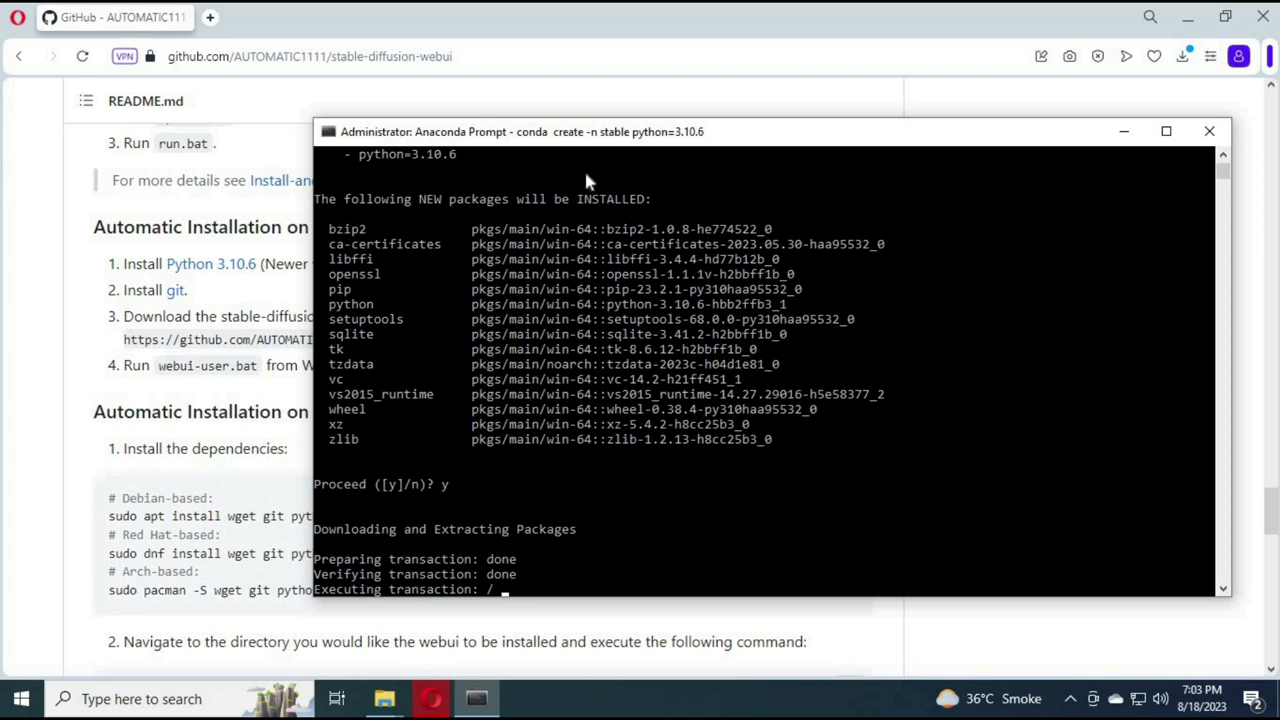 GitHub - AUTOMATIC111
VPN
github.com/AUTOMATIC1111/stable-diffusion-webui
README.md
3. Run run.bat.
For more details see Install-an
Automatic Installation on
1. Install Python 3.10.6 (Newer
2. Install git.
3. Download the stable-diffusio
https://github.com/AUTOMATI
4. Run webui-user.bat from W
Automatic Installation on
1. Install the dependencies:
# Debian-based:
sudo apt install wget git pyt
# Red Hat-based:
sudo dnf install wget git pyt
# Arch-based:
sudo pacman -S wget git pytho
2. Navigate to the directory you would like the webui to be installed and execute the following command:
Administrator: Anaconda Prompt - conda create -n stable python=3.10.6
- python=3.10.6
The following NEW packages will be INSTALLED:
bzip2 pkgs/main/win-64::bzip2-1.0.8-he774522_0
ca-certificates pkgs/main/win-64::ca-certificates-2023.05.30-haa95532_0
libffi pkgs/main/win-64::libffi-3.4.4-hd77b12b_0
openssl pkgs/main/win-64::openssl-1.1.1v-h2bbff1b_0
pip pkgs/main/win-64::pip-23.2.1-py310haa95532_0
python pkgs/main/win-64::python-3.10.6-hbb2ffb3_1
setuptools pkgs/main/win-64::setuptools-68.0.0-py310haa95532_0
sqlite pkgs/main/win-64::sqlite-3.41.2-h2bbff1b_0
tk pkgs/main/win-64::tk-8.6.12-h2bbff1b_0
tzdata pkgs/main/noarch::tzdata-2023c-h04d1e81_0
vc pkgs/main/win-64::vc-14.2-h21ff451_1
vs2015_runtime pkgs/main/win-64::vs2015_runtime-14.27.29016-h5e58377_2
wheel pkgs/main/win-64::wheel-0.38.4-py310haa95532_0
xz pkgs/main/win-64::xz-5.4.2-h8cc25b3_0
zlib pkgs/main/win-64::zlib-1.2.13-h8cc25b3_0
Proceed ([y]/n)? y
Downloading and Extracting Packages
Preparing transaction: done
Verifying transaction: done
Executing transaction: /
Type here to search
36°C Smoke
7:03 PM
8/18/2023
2